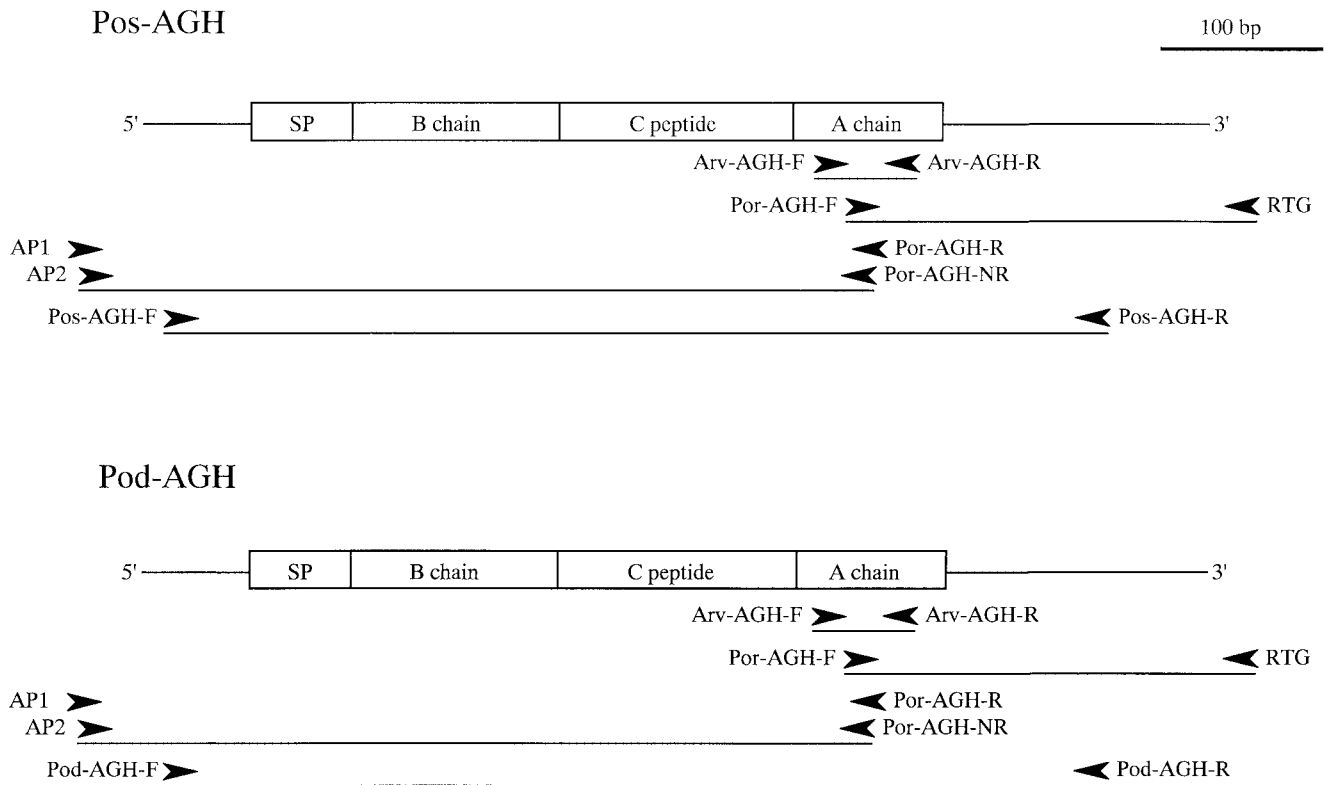 Pos-AGH
100 bp
5' SP B chain C peptide A chain 3'
Arv-AGH-F Arv-AGH-R
Por-AGH-F RTG
AP1 Por-AGH-R
AP2 Por-AGH-NR
Pos-AGH-F Pos-AGH-R
Pod-AGH
5' SP B chain C peptide A chain 3'
Arv-AGH-F Arv-AGH-R
Por-AGH-F RTG
AP1 Por-AGH-R
AP2 Por-AGH-NR
Pod-AGH-F Pod-AGH-R